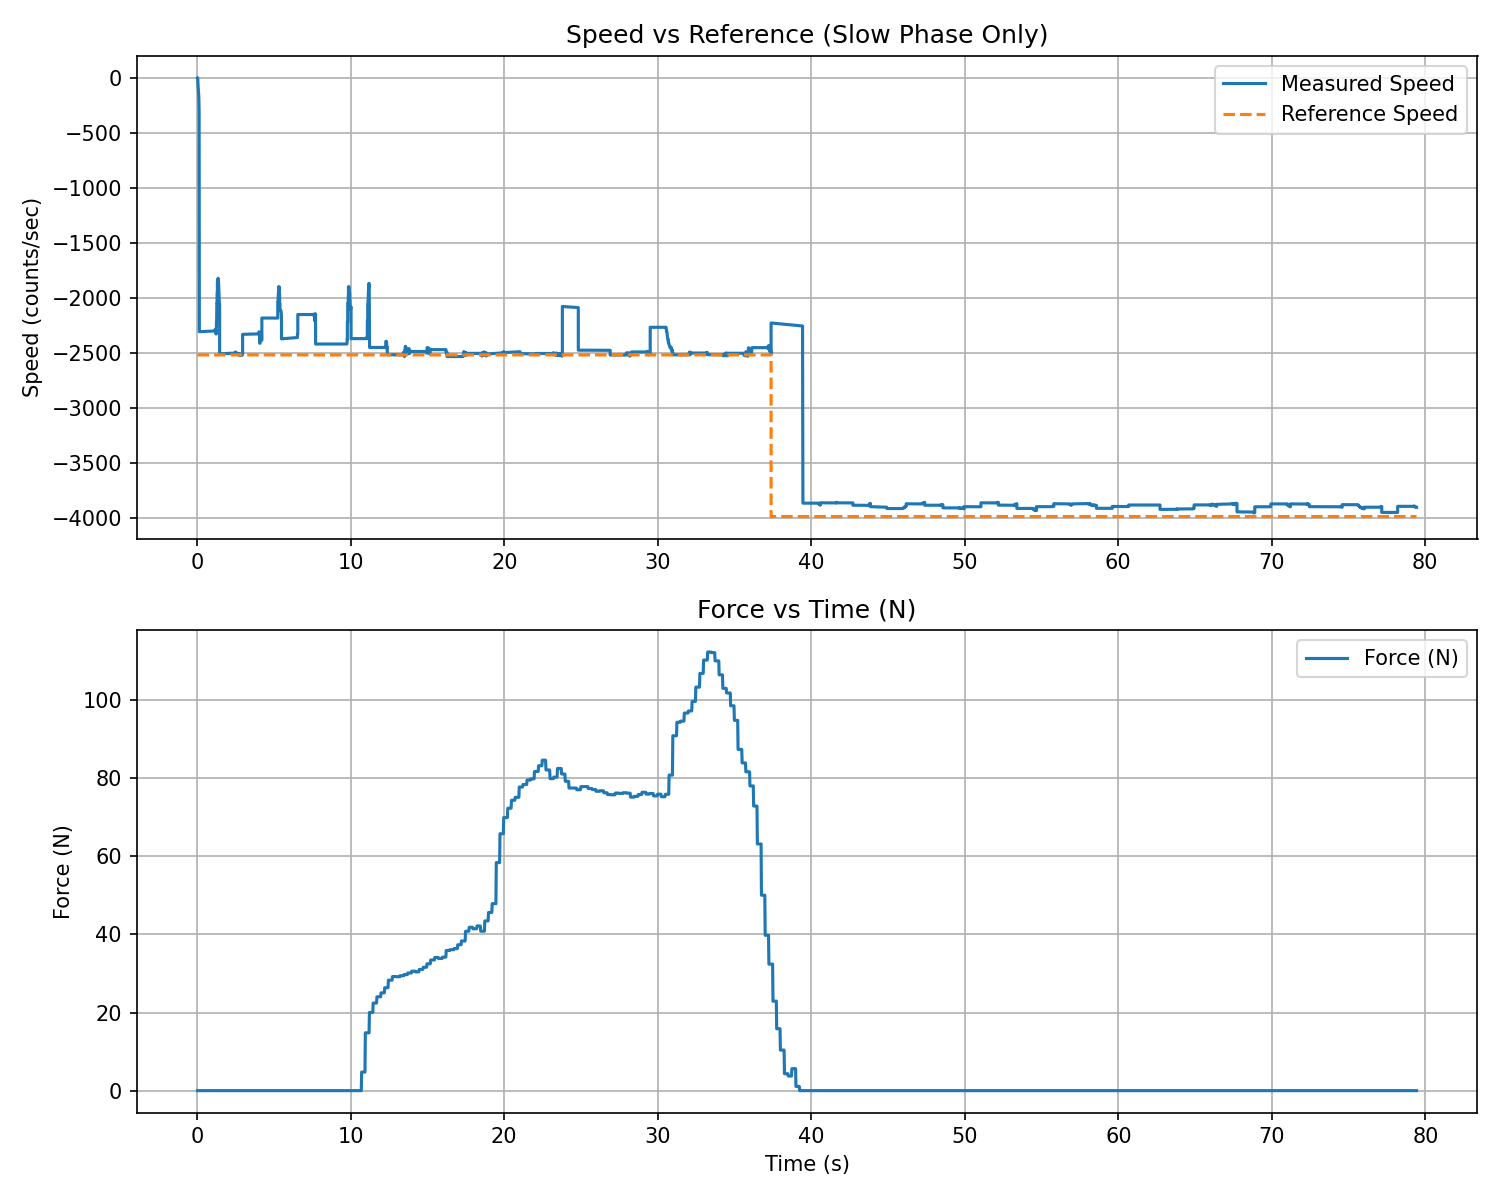 Speed vs Reference (Slow Phase Only)
Speed (counts/sec)
0
−500
−1000
−1500
−2000
−2500
−3000
−3500
−4000
Measured Speed
Reference Speed
0 10 20 30 40 50 60 70 80
Force vs Time (N)
Force (N)
100
80
60
40
20
0
Force (N)
0 10 20 30 40 50 60 70 80
Time (s)